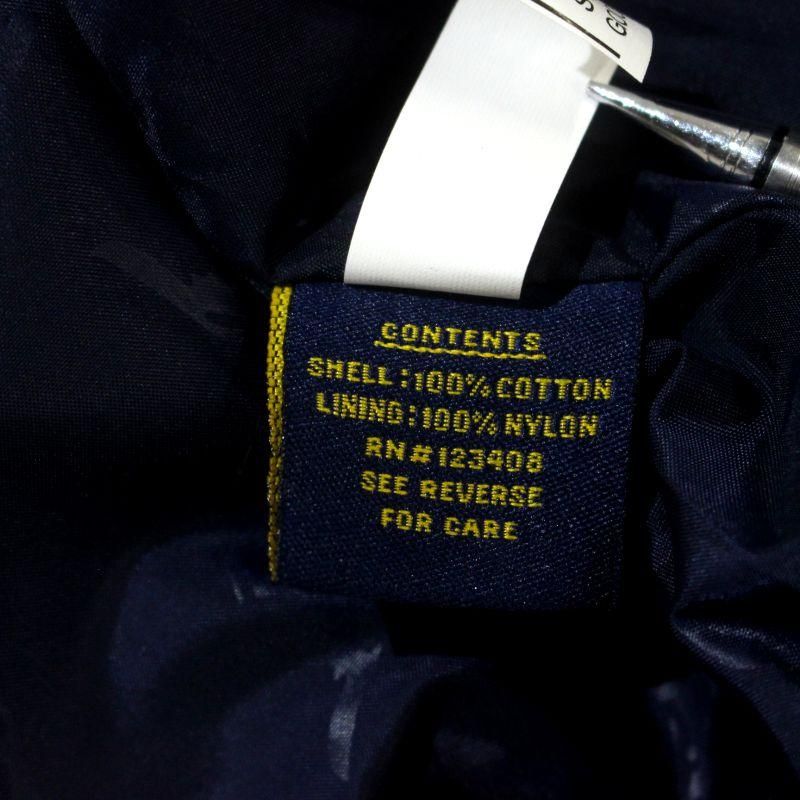 CONTENTS
SHELL:100% COTTON
LINING:100% NYLON
RN#123408
SEE REVERSE
FOR CARE